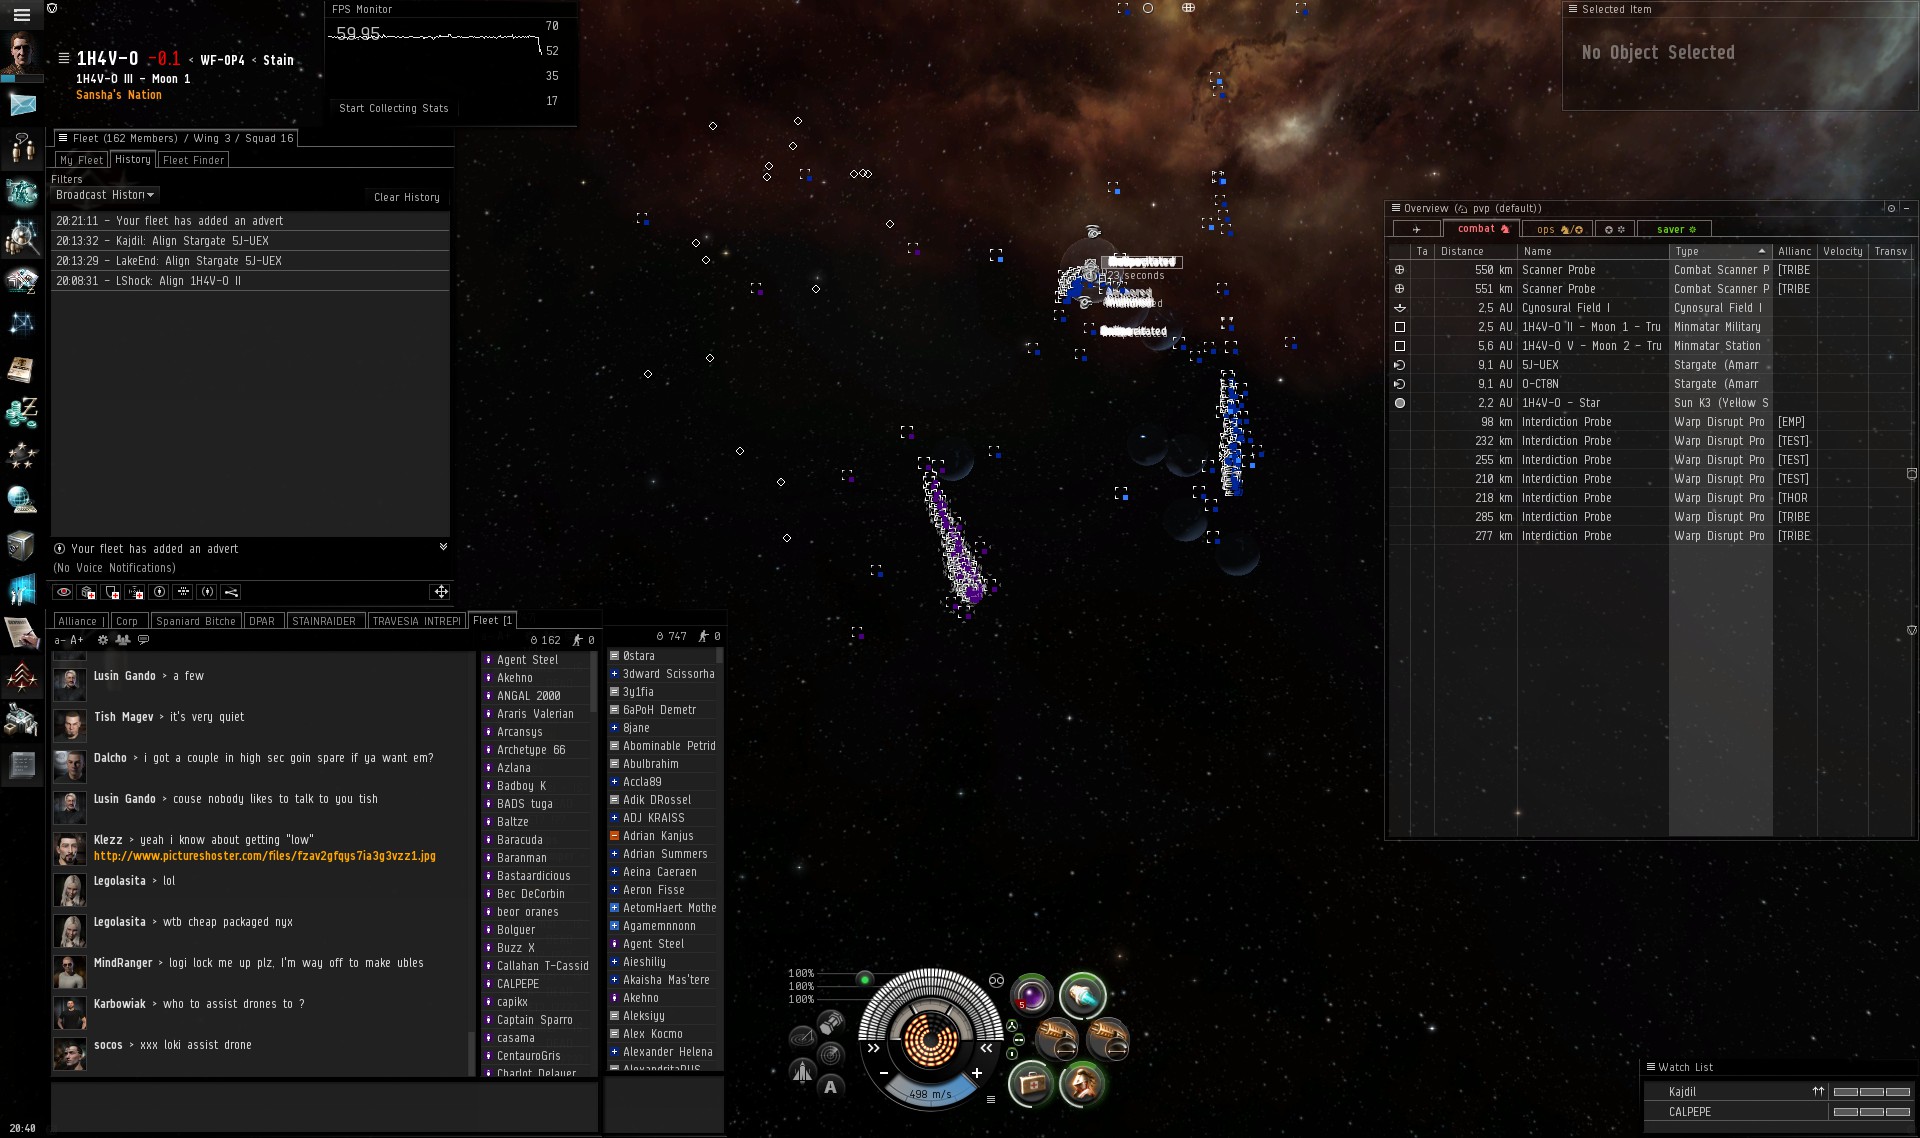 FPS Monitor
59.95
70
52
35
17
Start Collecting Stats
1H4V-O -0.1 < WF-OP4 < Stain
1H4V-O III - Moon 1
Sansha's Nation
Selected Item
No Object Selected
Fleet (162 Members) / Wing 3 / Squad 16
My Fleet
History
Fleet Finder
Filters
Broadcast Histor
Clear History
20:21:11 - Your fleet has added an advert
20:13:32 - Kajdil: Align Stargate 5J-UEX
20:13:29 - LakeEnd: Align Stargate 5J-UEX
20:08:31 - LShock: Align 1H4V-O II
Your fleet has added an advert
(No Voice Notifications)
23 seconds
Overview ( pvp (default))
combat
ops
saver
Ta Distance Name Type Allianc Velocity Transv
550 km Scanner Probe Combat Scanner P [TRIBE
551 km Scanner Probe Combat Scanner P [TRIBE
2,5 AU Cynosural Field I Cynosural Field I
2,5 AU 1H4V-O II - Moon 1 - Tru Minmatar Military
5,6 AU 1H4V-O V - Moon 2 - Tru Minmatar Station
9,1 AU 5J-UEX Stargate (Amarr
9,1 AU O-CT8N Stargate (Amarr
2,2 AU 1H4V-O - Star Sun K3 (Yellow S
98 km Interdiction Probe Warp Disrupt Pro [EMP]
232 km Interdiction Probe Warp Disrupt Pro [TEST]
255 km Interdiction Probe Warp Disrupt Pro [TEST]
210 km Interdiction Probe Warp Disrupt Pro [TEST]
218 km Interdiction Probe Warp Disrupt Pro [THOR
285 km Interdiction Probe Warp Disrupt Pro [TRIBE
277 km Interdiction Probe Warp Disrupt Pro [TRIBE
Alliance
Corp
Spaniard Bitche
DPAR
STAINRAIDER
TRAVESIA INTREPI
Fleet [1
a- A+
162
0
Lusin Gando > a few
Tish Magev > it's very quiet
Dalcho > i got a couple in high sec goin spare if ya want em?
Lusin Gando > couse nobody likes to talk to you tish
Klezz > yeah i know about getting "low"
http://www.pictureshoster.com/files/fzav2gfqys7ia3g3vzz1.jpg
Legolasita > lol
Legolasita > wtb cheap packaged nyx
MindRanger > logi lock me up plz, I'm way off to make ubles
Karbowiak > who to assist drones to ?
socos > xxx loki assist drone
Agent Steel
Akehno
ANGAL 2000
Araris Valerian
Arcansys
Archetype 66
Azlana
Badboy K
BADS tuga
Baltze
Baracuda
Baranman
Bastaardicious
Bec DeCorbin
beor oranes
Bolguer
Buzz X
Callahan T-Cassid
CALPEPE
capikx
Captain Sparro
casama
CentauroGris
Charlot Delauer
747
0
0stara
3dward Scissorha
3y1fia
6aPoH Demetr
8jane
Abominable Petrid
Abulbrahim
Accla89
Adik DRossel
ADJ KRAISS
Adrian Kanjus
Adrian Summers
Aeina Caeraen
Aeron Fisse
AetomHaert Mothe
Agamemnnonn
Agent Steel
Aieshiliy
Akaisha Mas'tere
Akehno
Aleksiyy
Alex Kocmo
Alexander Helena
AlexandritaRUS
100%
100%
100%
5
A
498 m/s
Watch List
Kajdil
CALPEPE
20:40